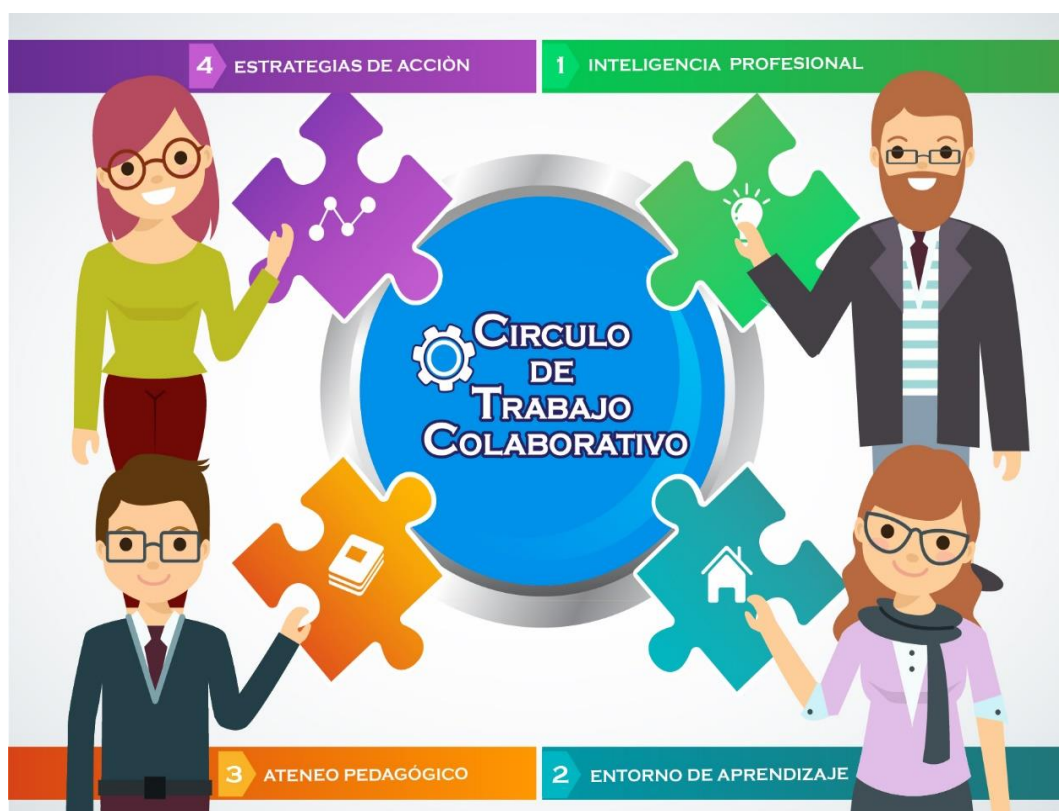 4 ESTRATEGIAS DE ACCIÒN
1 INTELIGENCIA PROFESIONAL
CIRCULO
DE
TRABAJO
COLABORATIVO
3 ATENEO PEDAGÓGICO
2 ENTORNO DE APRENDIZAJE